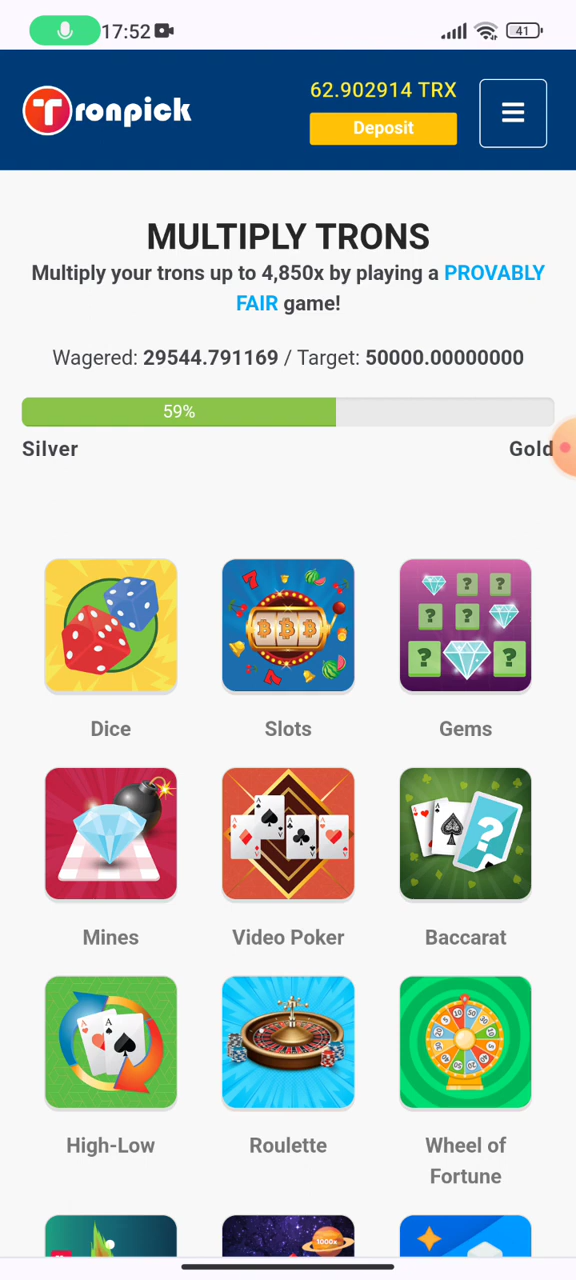 17:52
41
Tronpick
62.902914 TRX
Deposit
MULTIPLY TRONS
Multiply your trons up to 4,850x by playing a PROVABLY
FAIR game!
Wagered: 29544.791169 / Target: 50000.00000000
59%
Silver
Gold
Dice
Slots
Gems
Mines
Video Poker
Baccarat
High-Low
Roulette
Wheel of
Fortune
1000x